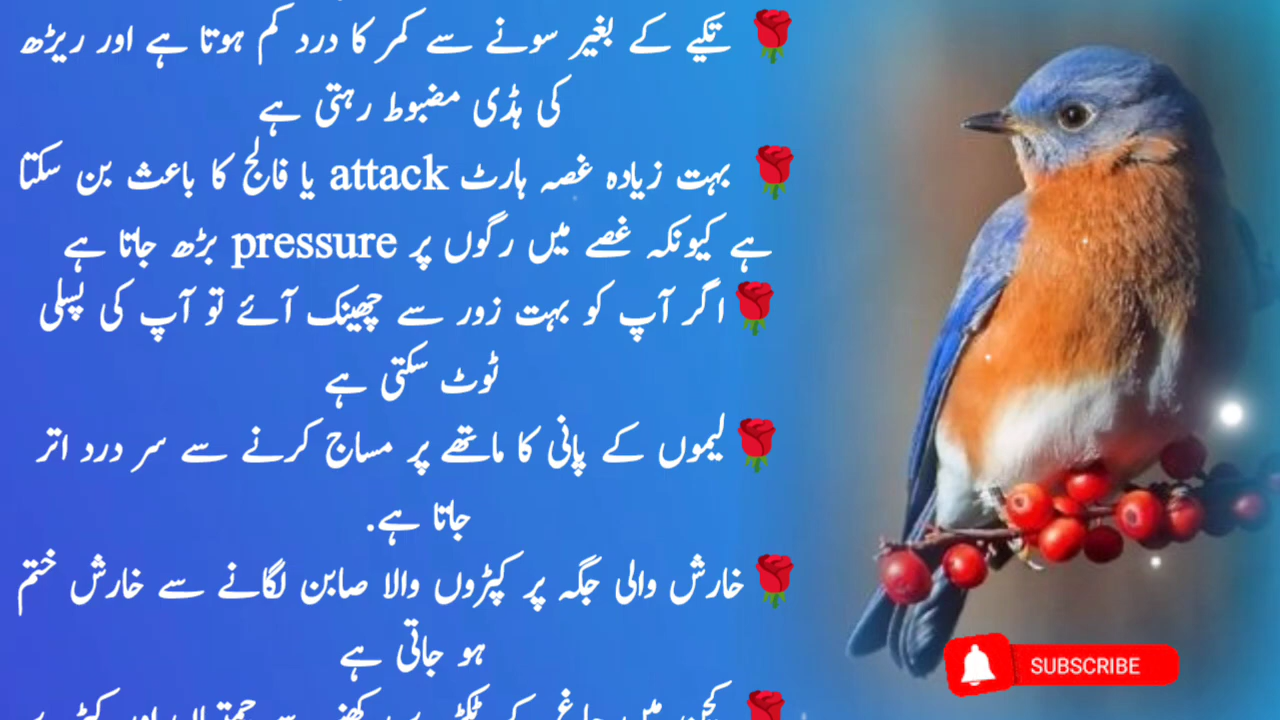 🌹 تکیے کے بغیر سونے سے کمر کا درد کم ہوتا ہے اور ریڑھ
کی ہڈی مضبوط رہتی ہے
🌹 بہت زیادہ غصہ ہارٹ attack یا فالج کا باعث بن سکتا
ہے کیونکہ غصے میں رگوں پر pressure بڑھ جاتا ہے
🌹 اگر آپ کو بہت زور سے چھینک آئے تو آپ کی پسلی
ٹوٹ سکتی ہے
🌹 لیموں کے پانی کا ماتھے پر مساج کرنے سے سر درد اتر
جاتا ہے.
🌹 خارش والی جگہ پر کپڑوں والا صابن لگانے سے خارش ختم
ہو جاتی ہے
SUBSCRIBE